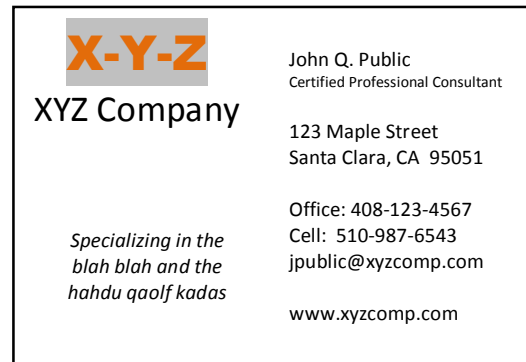 X-Y-Z
XYZ Company
Specializing in the
blah blah and the
hahdu qaolf kadas
John Q. Public
Certified Professional Consultant
123 Maple Street
Santa Clara, CA  95051
Office: 408-123-4567
Cell:  510-987-6543
jpublic@xyzcomp.com
www.xyzcomp.com